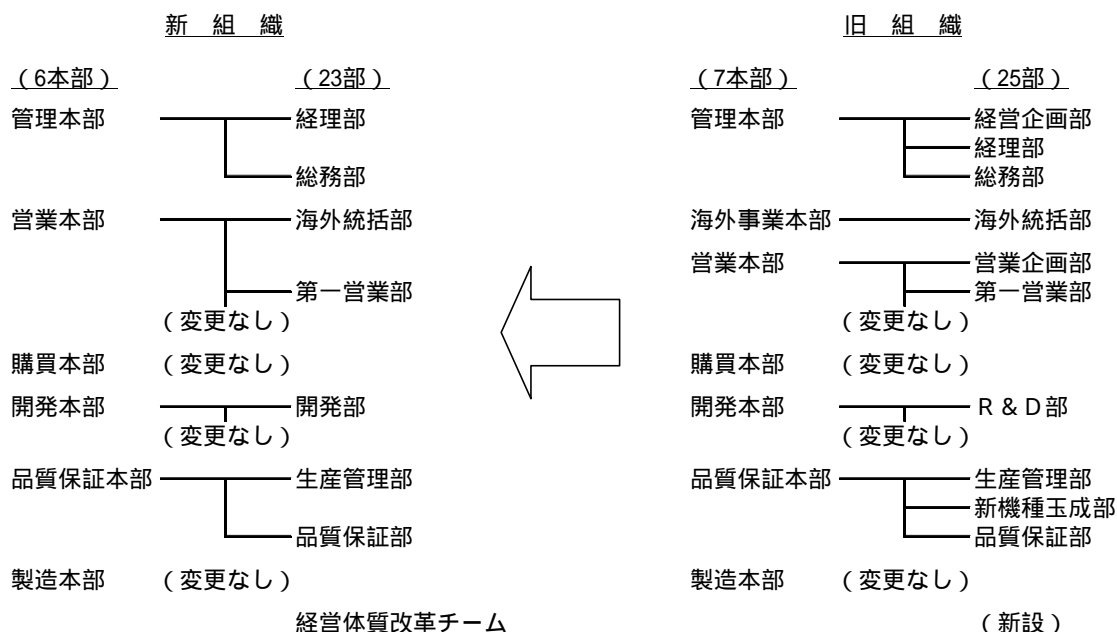 新 組 織 旧 組 織
(6本部) (23部) (7本部) (25部)
管理本部 経理部 管理本部 経営企画部
経理部
総務部 総務部
営業本部 海外統括部 海外事業本部 海外統括部
営業本部 営業企画部
第一営業部 第一営業部
(変更なし) (変更なし)
購買本部 (変更なし) 購買本部 (変更なし)
開発本部 開発部 開発本部 R&D部
(変更なし) (変更なし)
品質保証本部 生産管理部 品質保証本部 生産管理部
新機種玉成部
品質保証部 品質保証部
製造本部 (変更なし) 製造本部 (変更なし)
経営体質改革チーム (新設)